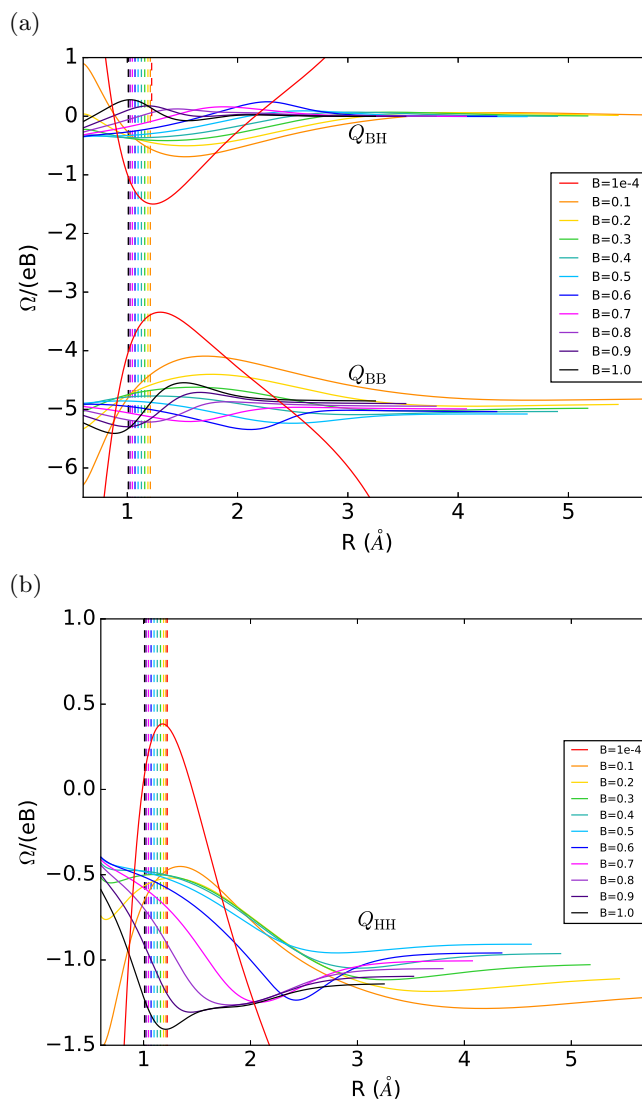 (a)
1
0
−1
−2
−3
−4
−5
−6
Ω/(eB)
Q_BH
Q_BB
B=1e-4
B=0.1
B=0.2
B=0.3
B=0.4
B=0.5
B=0.6
B=0.7
B=0.8
B=0.9
B=1.0
1 2 3 4 5
R (Å)
(b)
1.0
0.5
0.0
−0.5
−1.0
−1.5
Ω/(eB)
Q_HH
B=1e-4
B=0.1
B=0.2
B=0.3
B=0.4
B=0.5
B=0.6
B=0.7
B=0.8
B=0.9
B=1.0
1 2 3 4 5
R (Å)